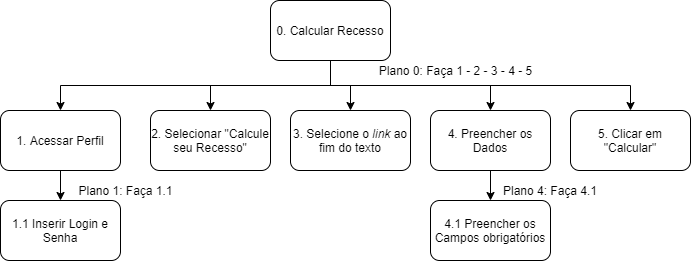 0. Calcular Recesso
Plano 0: Faça 1 - 2 - 3 - 4 - 5
1. Acessar Perfil
2. Selecionar "Calcule
seu Recesso"
3. Selecione o link ao
fim do texto
4. Preencher os
Dados
5. Clicar em
"Calcular"
Plano 1: Faça 1.1
Plano 4: Faça 4.1
1.1 Inserir Login e
Senha
4.1 Preencher os
Campos obrigatórios